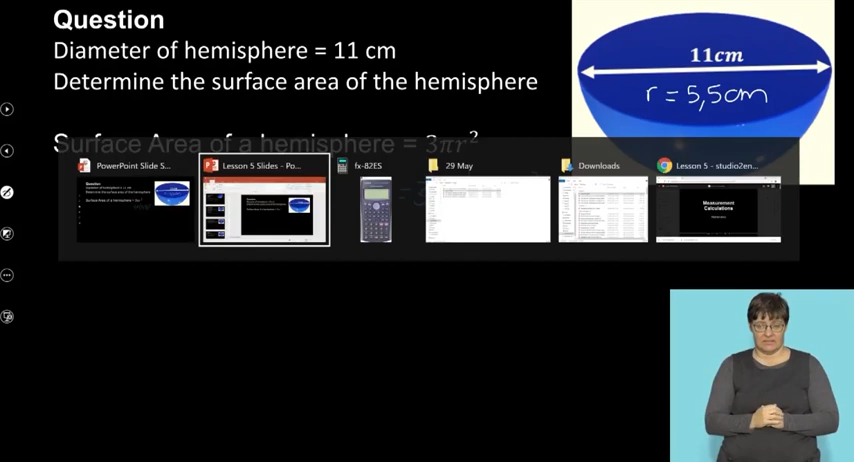 Question
Diameter of hemisphere = 11 cm
Determine the surface area of the hemisphere
11cm
r = 5,5cm
Surface Area of a hemisphere = 3πr²
= 3
PowerPoint Slide S...
Lesson 5 Slides - Po...
fx-82ES
29 May
Downloads
Lesson 5 - studio2en...
Measurement
Calculations